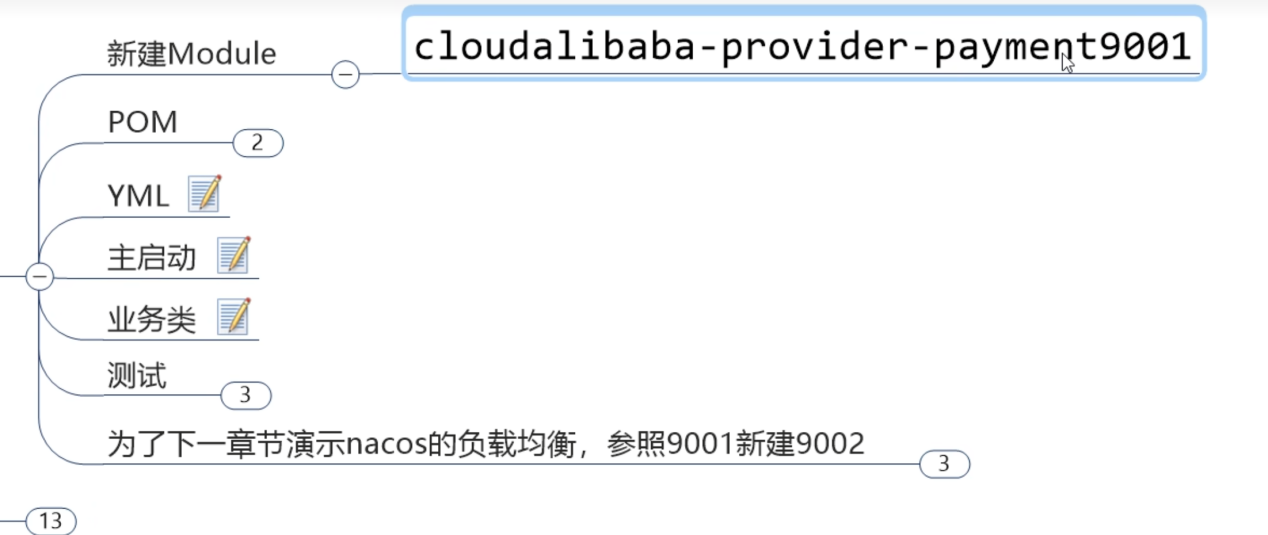 新建Module
cloudalibaba-provider-payment9001
POM
2
YML
主启动
业务类
测试
3
为了下一章节演示nacos的负载均衡，参照9001新建9002
3
13